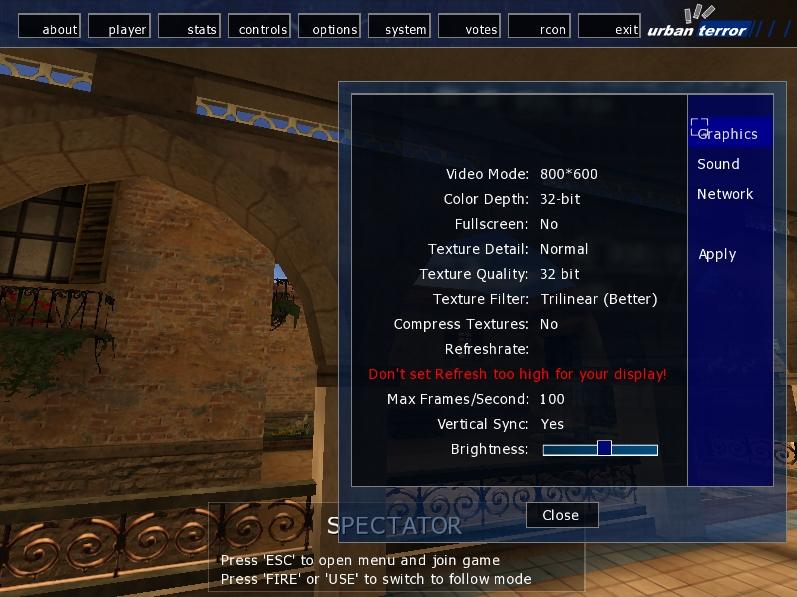 about player stats controls options system votes rcon exit urban terror
Graphics
Sound
Network
Apply
Video Mode: 800*600
Color Depth: 32-bit
Fullscreen: No
Texture Detail: Normal
Texture Quality: 32 bit
Texture Filter: Trilinear (Better)
Compress Textures: No
Refreshrate:
Don't set Refresh too high for your display!
Max Frames/Second: 100
Vertical Sync: Yes
Brightness:
Close
SPECTATOR
Press 'ESC' to open menu and join game
Press 'FIRE' or 'USE' to switch to follow mode